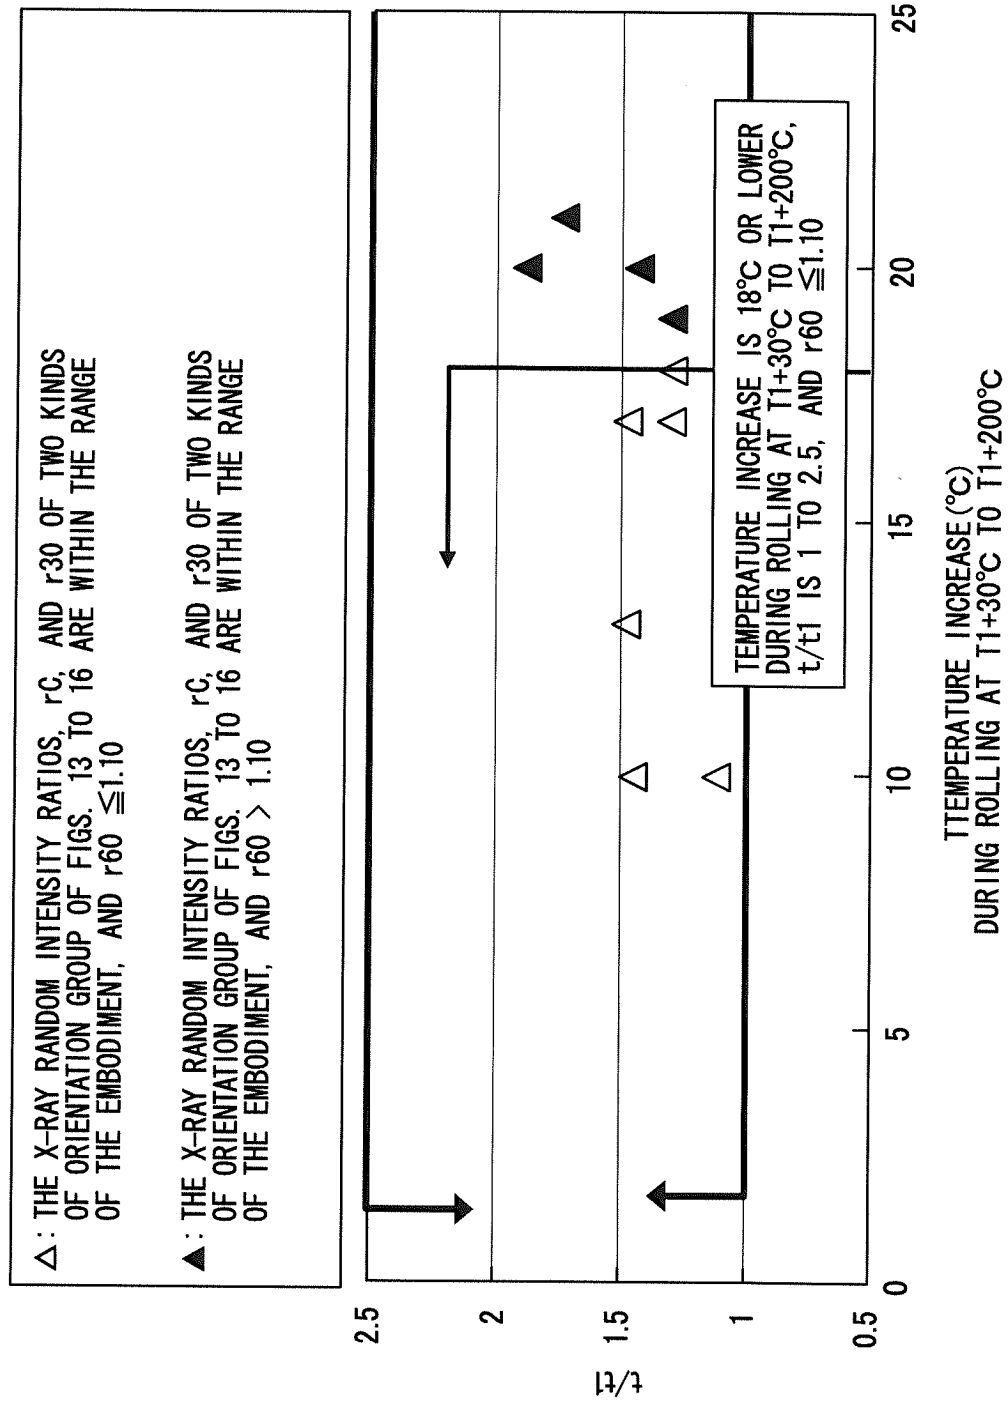 △: THE X-RAY RANDOM INTENSITY RATIOS, rC, AND r30 OF TWO KINDS
OF ORIENTATION GROUP OF FIGS. 13 TO 16 ARE WITHIN THE RANGE
OF THE EMBODIMENT, AND r60 ≦1.10
▲: THE X-RAY RANDOM INTENSITY RATIOS, rC, AND r30 OF TWO KINDS
OF ORIENTATION GROUP OF FIGS. 13 TO 16 ARE WITHIN THE RANGE
OF THE EMBODIMENT, AND r60 > 1.10
t/t1
2.5
2
1.5
1
0.5
TEMPERATURE INCREASE IS 18°C OR LOWER
DURING ROLLING AT T1+30°C TO T1+200°C,
t/t1 IS 1 TO 2.5, AND r60 ≦1.10
0
5
10
15
20
25
TTEMPERATURE INCREASE(°C)
DURING ROLLING AT T1+30°C TO T1+200°C